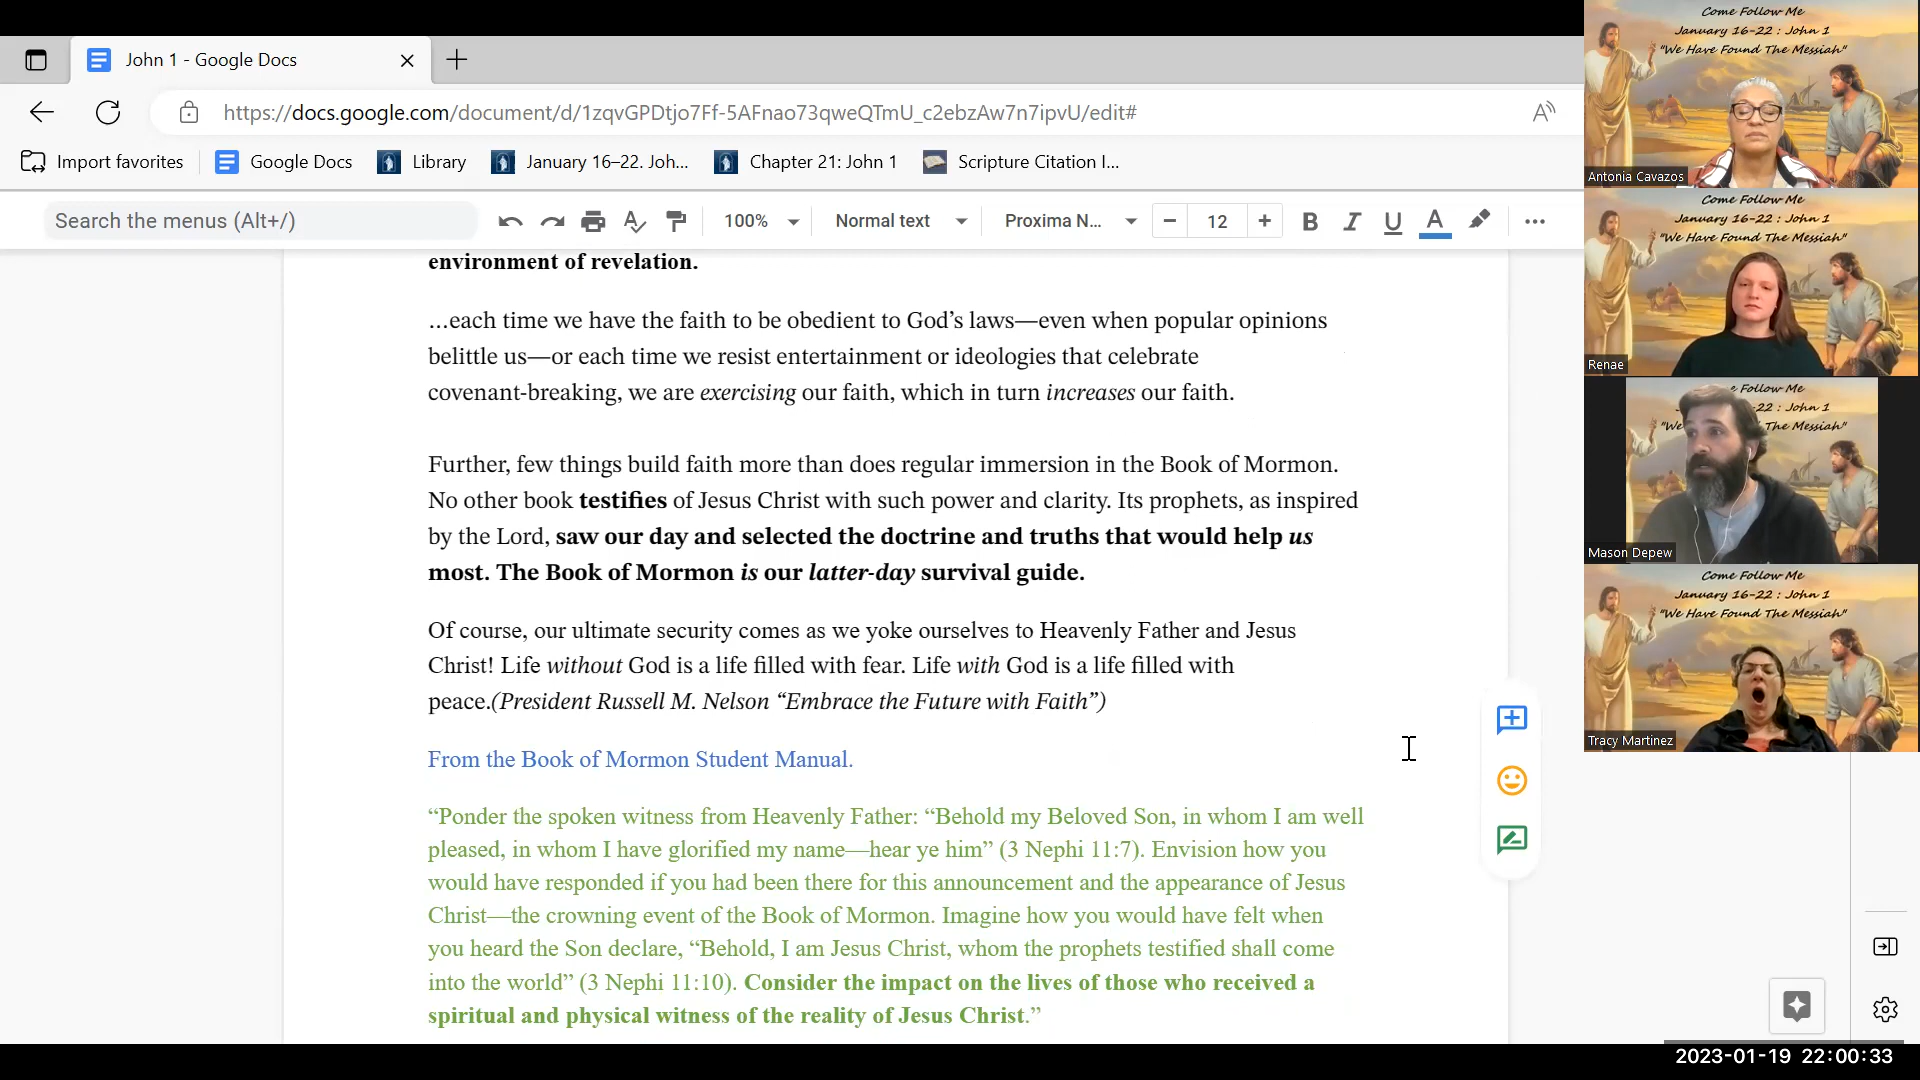 John 1 - Google Docs
https://docs.google.com/document/d/1zqvGPDtjo7Ff-5AFnao73qweQTmU_c2ebzAw7n7ipvU/edit#
Import favorites
Google Docs
Library
January 16–22. Joh...
Chapter 21: John 1
Scripture Citation I...
Search the menus (Alt+/)
100%
Normal text
Proxima N...
12
environment of revelation.
...each time we have the faith to be obedient to God’s laws—even when popular opinions
belittle us—or each time we resist entertainment or ideologies that celebrate
covenant-breaking, we are exercising our faith, which in turn increases our faith.
Further, few things build faith more than does regular immersion in the Book of Mormon.
No other book testifies of Jesus Christ with such power and clarity. Its prophets, as inspired
by the Lord, saw our day and selected the doctrine and truths that would help us
most. The Book of Mormon is our latter-day survival guide.
Of course, our ultimate security comes as we yoke ourselves to Heavenly Father and Jesus
Christ! Life without God is a life filled with fear. Life with God is a life filled with
peace.(President Russell M. Nelson “Embrace the Future with Faith”)
From the Book of Mormon Student Manual.
“Ponder the spoken witness from Heavenly Father: “Behold my Beloved Son, in whom I am well
pleased, in whom I have glorified my name—hear ye him” (3 Nephi 11:7). Envision how you
would have responded if you had been there for this announcement and the appearance of Jesus
Christ—the crowning event of the Book of Mormon. Imagine how you would have felt when
you heard the Son declare, “Behold, I am Jesus Christ, whom the prophets testified shall come
into the world” (3 Nephi 11:10). Consider the impact on the lives of those who received a
spiritual and physical witness of the reality of Jesus Christ.”
Come Follow Me
January 16-22 : John 1
"We Have Found The Messiah"
Antonia Cavazos
Come Follow Me
January 16-22 : John 1
"We Have Found The Messiah"
Renae
Follow Me
-22 : John 1
"We The Messiah"
Mason Depew
Come Follow Me
January 16-22 : John 1
"We Have Found The Messiah"
Tracy Martinez
2023-01-19 22:00:33